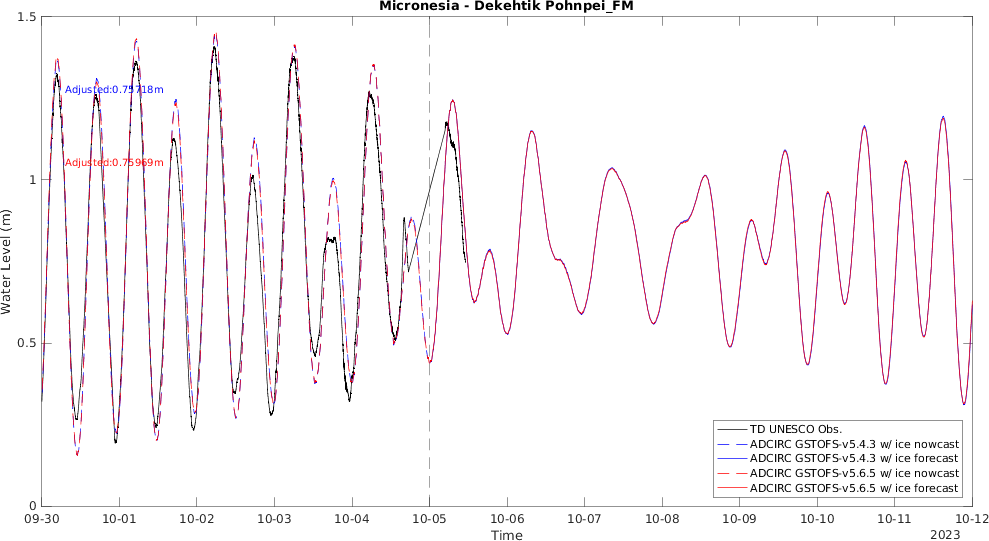 Micronesia - Dekehtik Pohnpei_FM
1.5
1
0.5
0
Water Level (m)
Adjusted:0.75718m
Adjusted:0.75969m
TD UNESCO Obs.
ADCIRC GSTOFS-v5.4.3 w/ ice nowcast
ADCIRC GSTOFS-v5.4.3 w/ ice forecast
ADCIRC GSTOFS-v5.6.5 w/ ice nowcast
ADCIRC GSTOFS-v5.6.5 w/ ice forecast
09-30 10-01 10-02 10-03 10-04 10-05 10-06 10-07 10-08 10-09 10-10 10-11 10-12
Time
2023